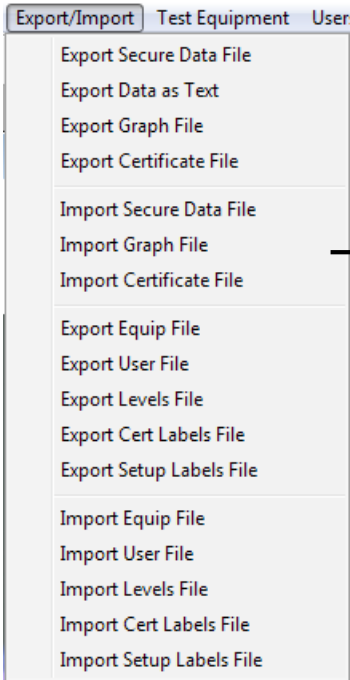 Export/Import Test Equipment User
Export Secure Data File
Export Data as Text
Export Graph File
Export Certificate File
Import Secure Data File
Import Graph File
Import Certificate File
Export Equip File
Export User File
Export Levels File
Export Cert Labels File
Export Setup Labels File
Import Equip File
Import User File
Import Levels File
Import Cert Labels File
Import Setup Labels File